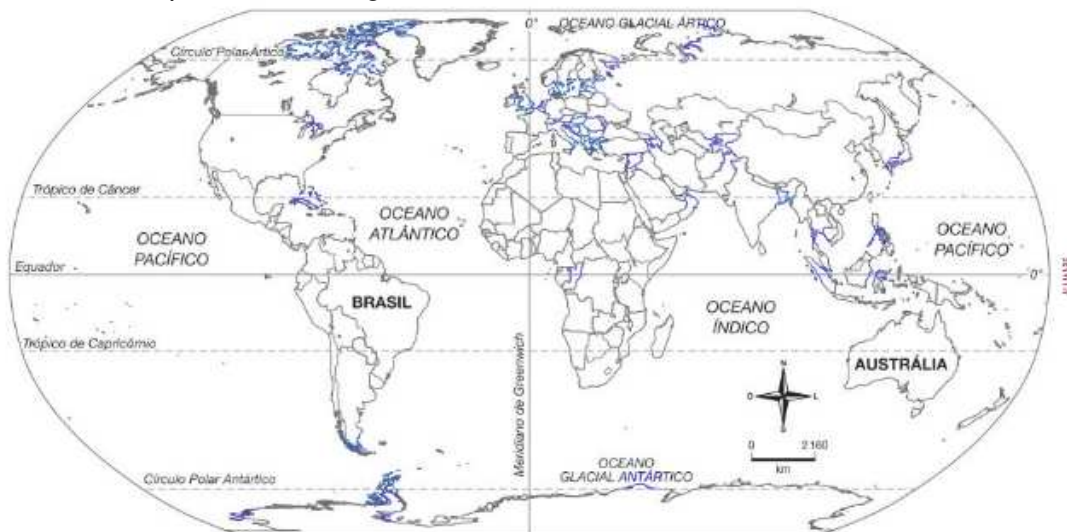 0°
OCEANO GLACIAL ÁRTICO
Círculo Polar Ártico
Trópico de Câncer
OCEANO
ATLÂNTICO
OCEANO
PACÍFICO
OCEANO
PACÍFICO
Equador
0°
BRASIL
OCEANO
ÍNDICO
Trópico de Capricórnio
AUSTRÁLIA
Meridiano de Greenwich
N
O
L
S
0
2 160
km
Círculo Polar Antártico
OCEANO
GLACIAL ANTÁRTICO